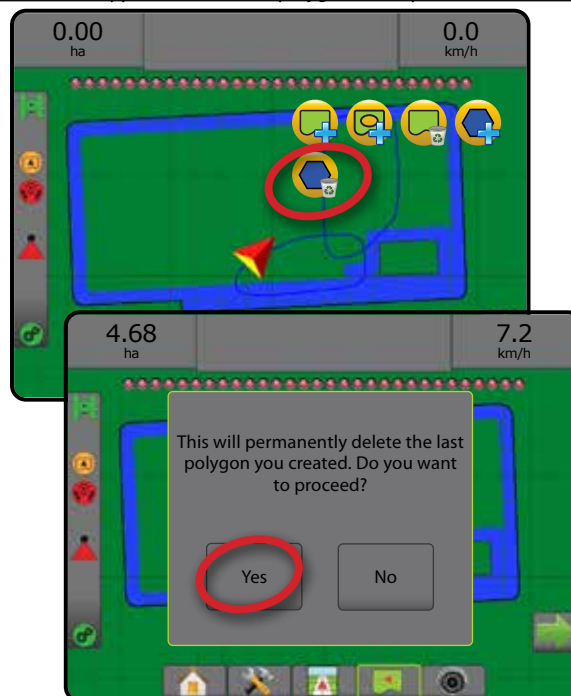 0.00
ha
0.0
km/h
4.68
ha
7.2
km/h
This will permanently delete the last
polygon you created. Do you want
to proceed?
Yes
No